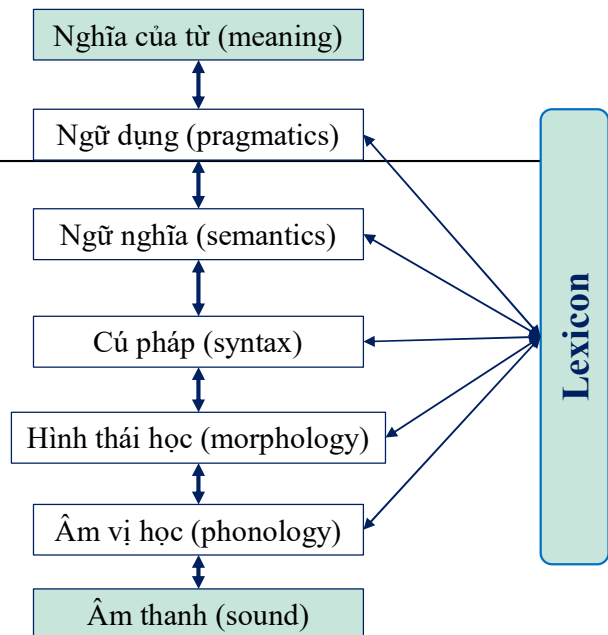 Nghĩa của từ (meaning)
Ngữ dụng (pragmatics)
Ngữ nghĩa (semantics)
Cú pháp (syntax)
Hình thái học (morphology)
Âm vị học (phonology)
Âm thanh (sound)
Lexicon